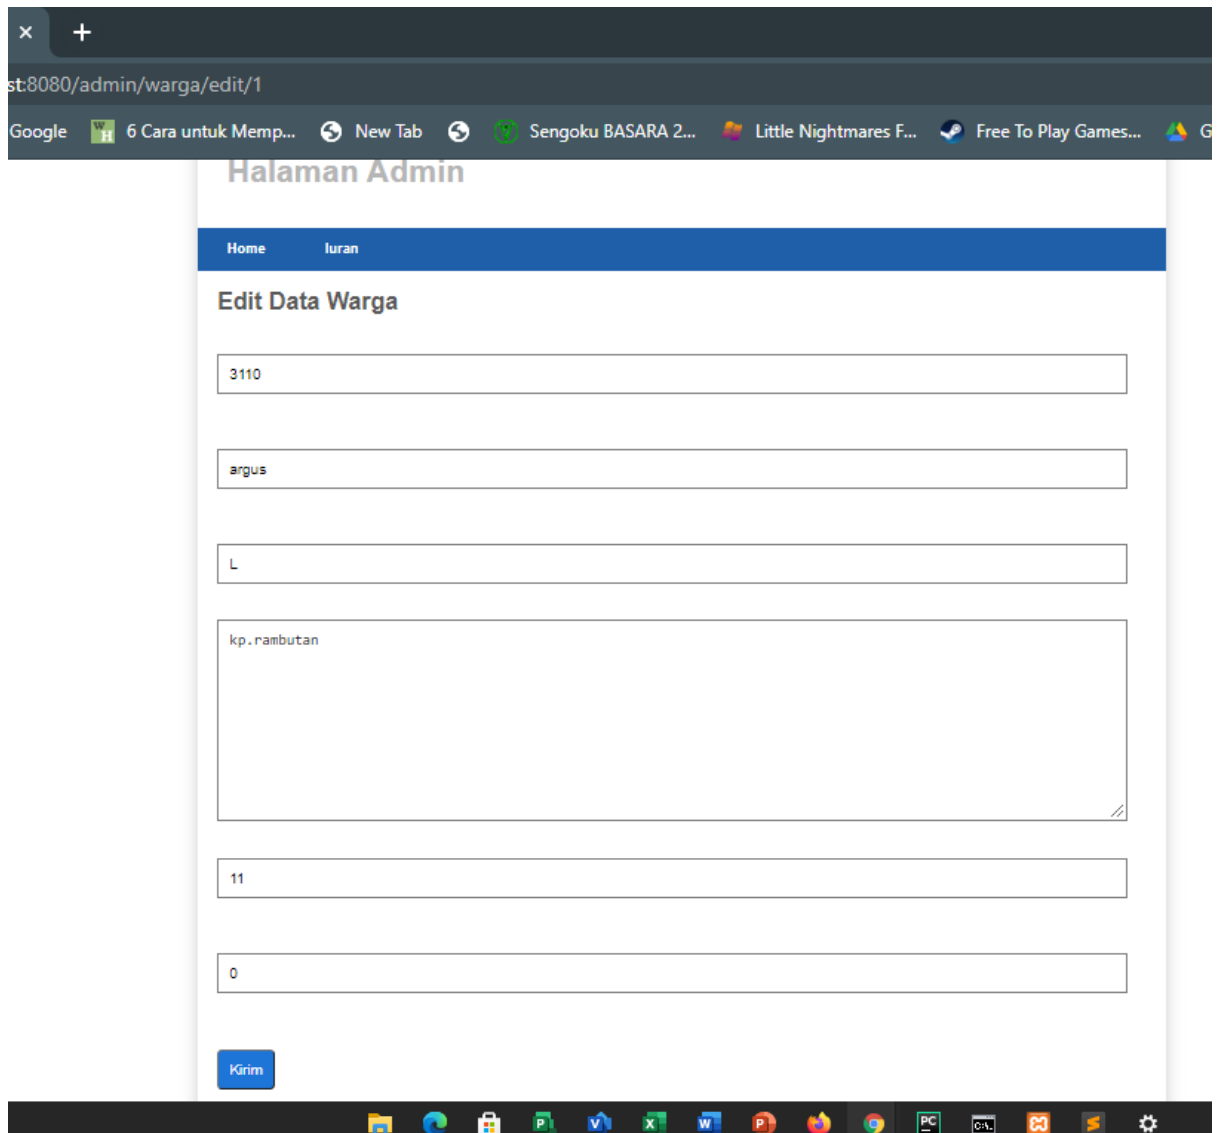 st:8080/admin/warga/edit/1
Google 6 Cara untuk Memp... New Tab Sengoku BASARA 2... Little Nightmares F... Free To Play Games... G
Halaman Admin
Home Iuran
Edit Data Warga
3110
argus
L
kp.rambutan
11
0
Kirim